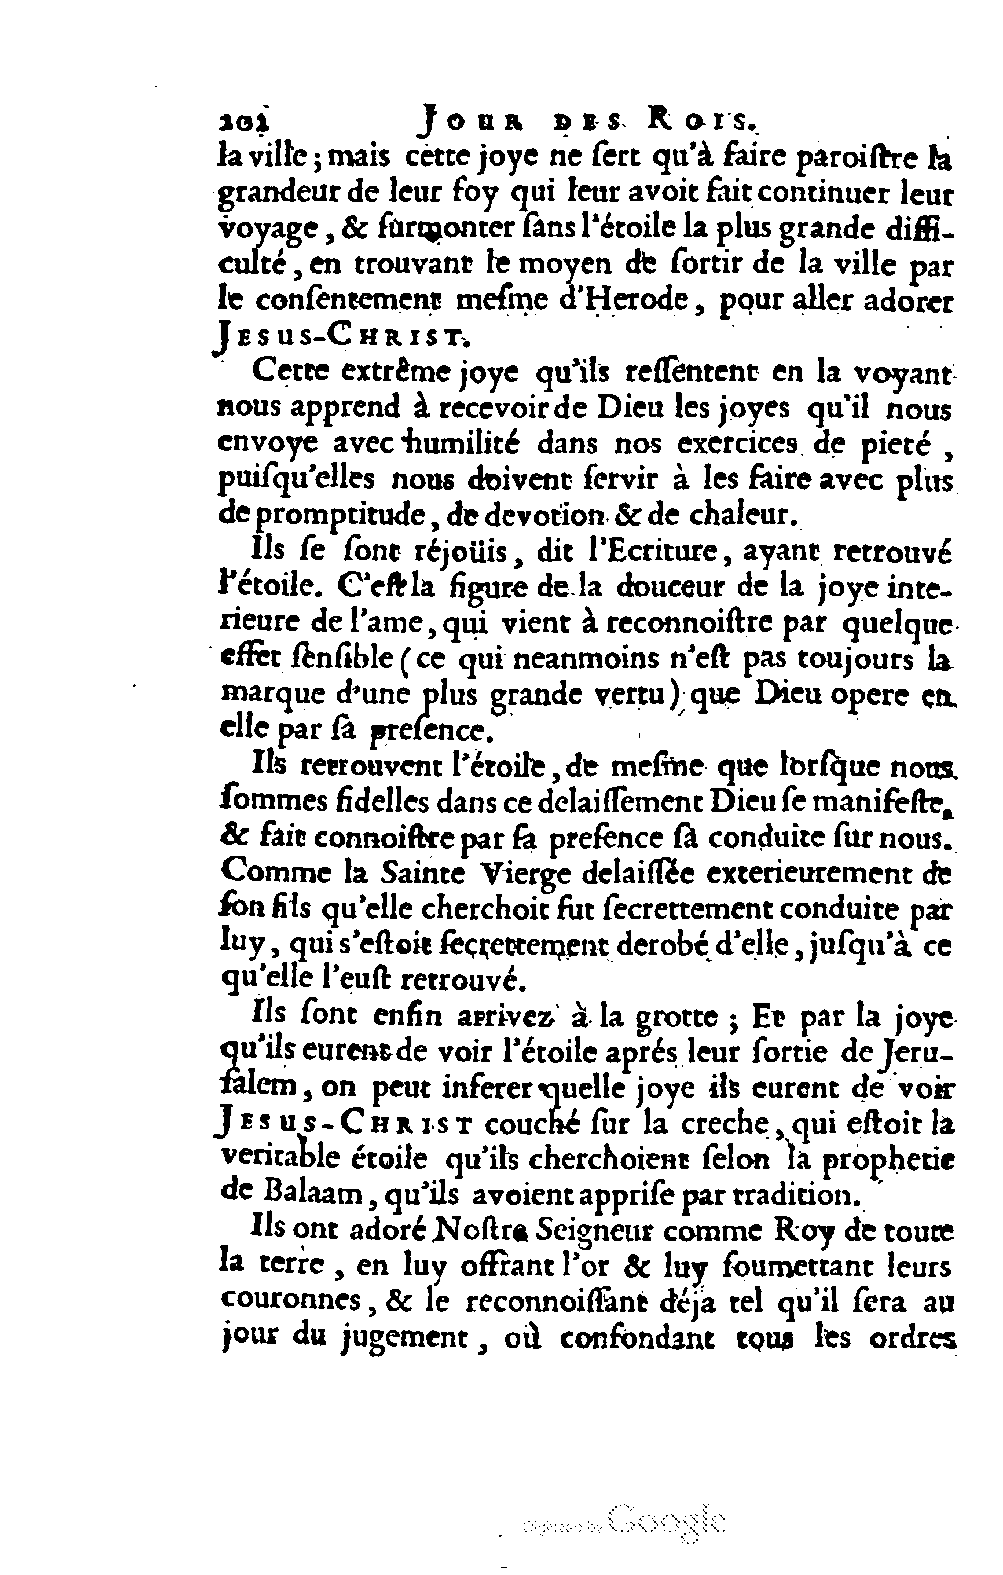 202 JOUR DES ROIS.
la ville ; mais cette joye ne ſert qu'à faire paroiſtre la
grandeur de leur foy qui leur avoit fait continuer leur
voyage, & ſurmonter ſans l'étoile la plus grande diffi-
culté, en trouvant le moyen de ſortir de la ville par
le conſentement meſme d'Herode, pour aller adorer
JESUS-CHRIST.
Cette extrême joye qu'ils reſſentent en la voyant
nous apprend à recevoir de Dieu les joyes qu'il nous
envoye avec humilité dans nos exercices de pieté,
puiſqu'elles nous doivent ſervir à les faire avec plus
de promptitude, de devotion & de chaleur.
Ils ſe ſont réjoüis, dit l'Ecriture, ayant retrouvé
l'étoile. C'eſt la figure de la douceur de la joye inte-
rieure de l'ame, qui vient à reconnoiſtre par quelque
effet ſenſible (ce qui neanmoins n'eſt pas toujours la
marque d'une plus grande vertu) que Dieu opere en
elle par ſa preſence.
Ils retrouvent l'étoile, de meſme que lorſque nous
ſommes fidelles dans ce delaiſſement Dieu ſe manifeſte,
& fait connoiſtre par ſa preſence ſa conduite ſur nous.
Comme la Sainte Vierge delaiſſée exterieurement de
ſon fils qu'elle cherchoit fut ſecrettement conduite par
luy, qui s'eſtoit ſecrettement derobé d'elle, juſqu'à ce
qu'elle l'euſt retrouvé.
Ils ſont enfin arrivez à la grotte ; Et par la joye
qu'ils eurent de voir l'étoile aprés leur ſortie de Jeru-
ſalem, on peut inferer quelle joye ils eurent de voir
JESUS-CHRIST couché ſur la creche, qui eſtoit la
veritable étoile qu'ils cherchoient ſelon la prophetie
de Balaam, qu'ils avoient appriſe par tradition.
Ils ont adoré Noſtre Seigneur comme Roy de toute
la terre, en luy offrant l'or & luy ſoumettant leurs
couronnes, & le reconnoiſſant déja tel qu'il ſera au
jour du jugement, où confondant tous les ordres
Digitized by Google